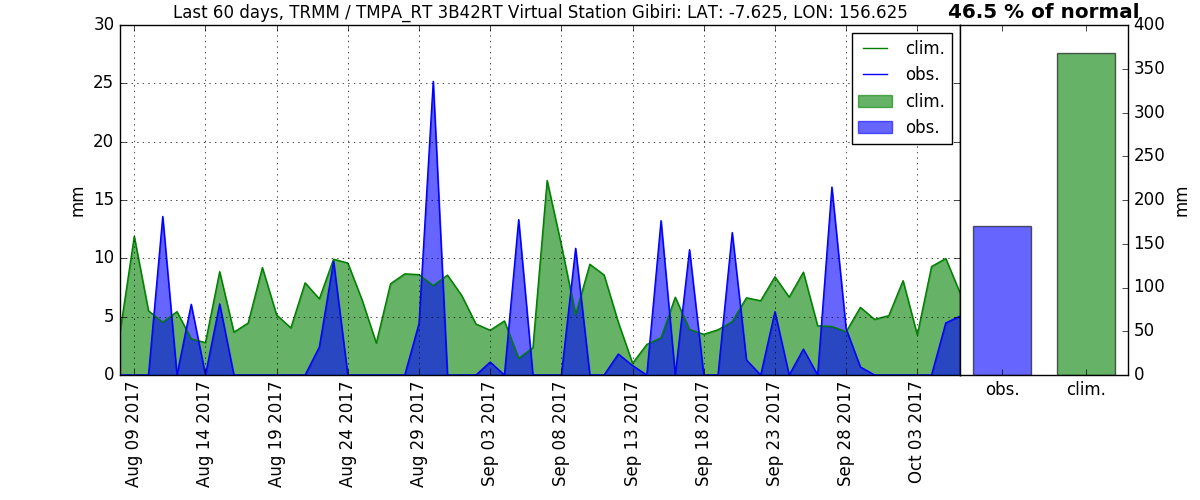 Last 60 days, TRMM / TMPA_RT 3B42RT Virtual Station Gibiri: LAT: -7.625, LON: 156.625
46.5 % of normal
30
25
20
15
10
5
0
mm
clim.
obs.
clim.
obs.
400
350
300
250
200
150
100
50
0
mm
obs.
clim.
Aug 09 2017
Aug 14 2017
Aug 19 2017
Aug 24 2017
Aug 29 2017
Sep 03 2017
Sep 08 2017
Sep 13 2017
Sep 18 2017
Sep 23 2017
Sep 28 2017
Oct 03 2017